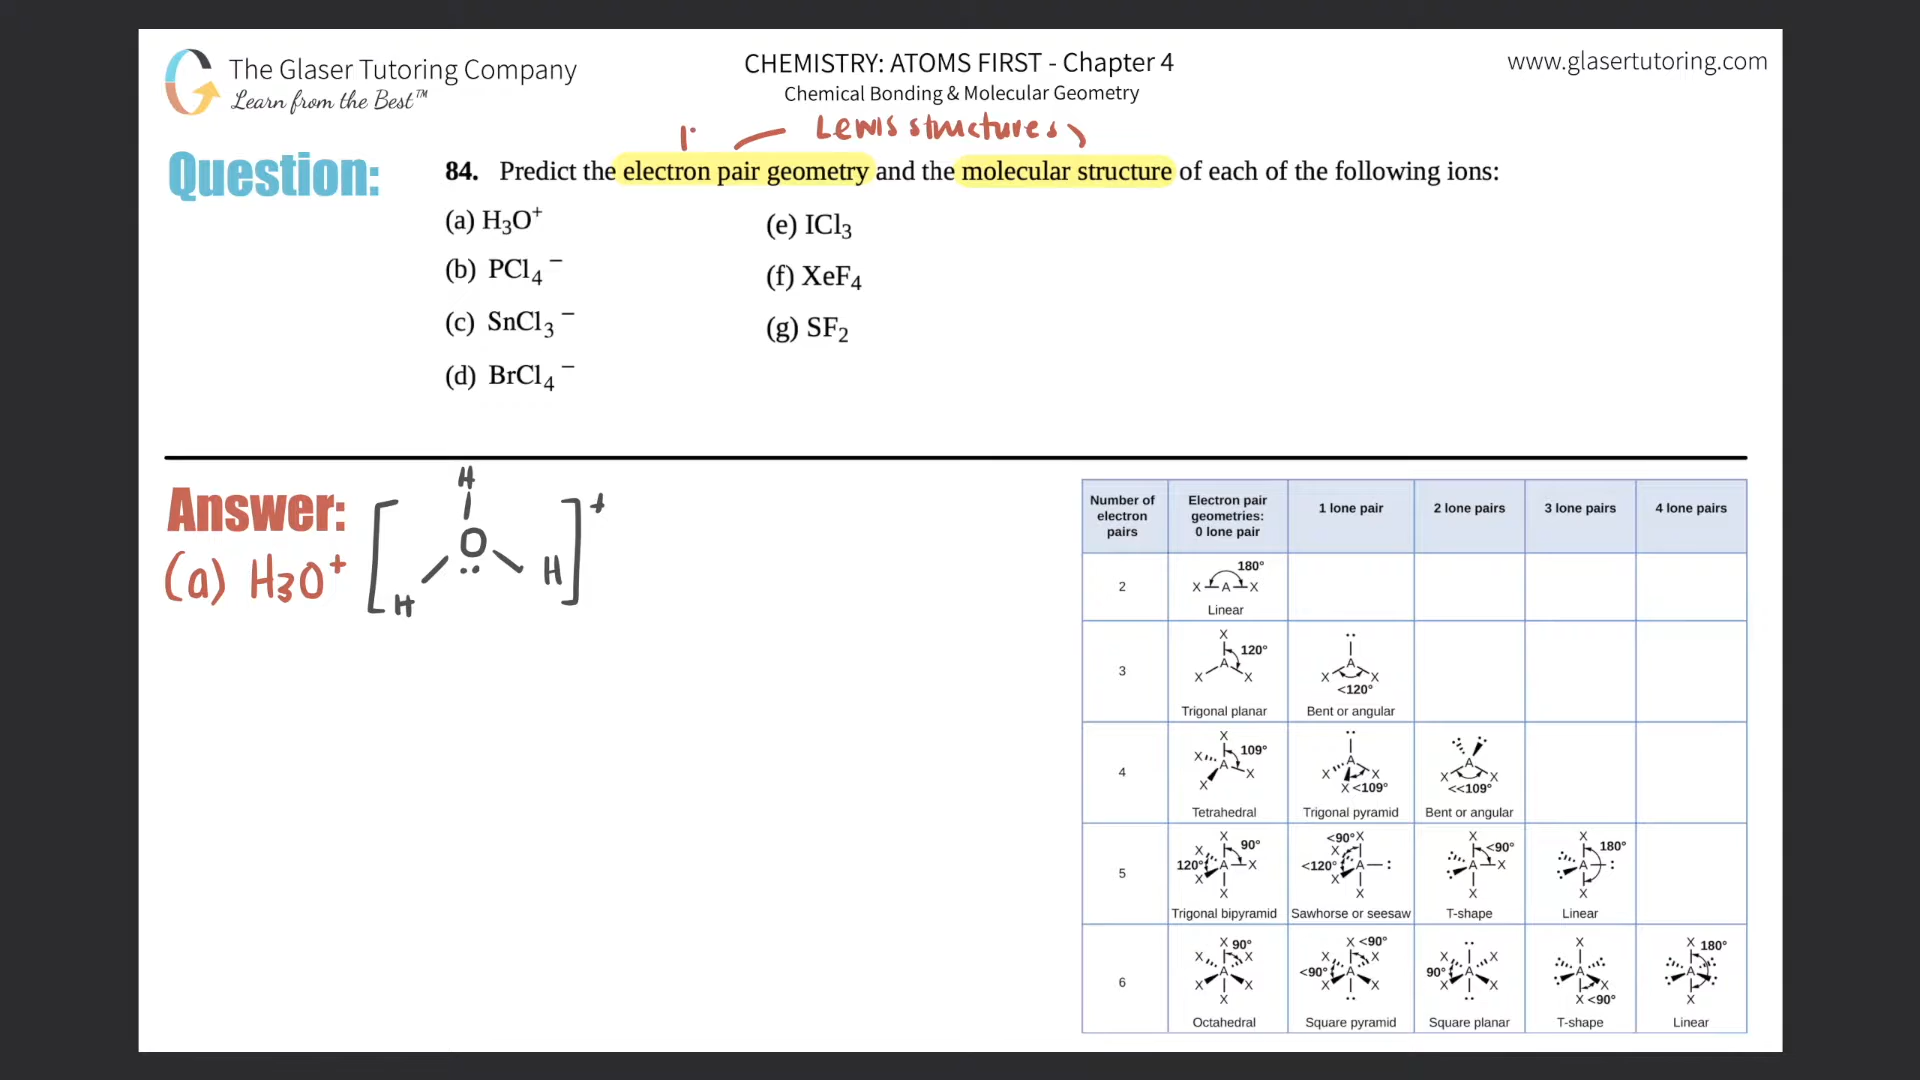 The Glaser Tutoring Company
Learn from the Best™
CHEMISTRY: ATOMS FIRST - Chapter 4
Chemical Bonding & Molecular Geometry
www.glasertutoring.com
Lewis structures
Question:
84. Predict the electron pair geometry and the molecular structure of each of the following ions:
(a) H₃O⁺
(b) PCl₄⁻
(c) SnCl₃⁻
(d) BrCl₄⁻
(e) ICl₃
(f) XeF₄
(g) SF₂
Answer:
(a) H₃O⁺
H
O
H
H
+
Number of electron pairs
Electron pair geometries: 0 lone pair
1 lone pair
2 lone pairs
3 lone pairs
4 lone pairs
2
180°
X A X
Linear
3
X
120°
A
X X
Trigonal planar
A
X X
<120°
Bent or angular
4
X
109°
X A
X X
Tetrahedral
A
X X
X <109°
Trigonal pyramid
A
X X
<<109°
Bent or angular
5
X
X 90°
120° A X
X
X
Trigonal bipyramid
<90° X
X
<120° A :
X
X
Sawhorse or seesaw
X
<90°
A X
X
T-shape
X
180°
A :
X
Linear
6
X 90°
X X
A
X X
X
Octahedral
X <90°
X X
<90° A
X X
Square pyramid
X X
90° A
X X
Square planar
X
A
X
X <90°
T-shape
X 180°
A
X
Linear